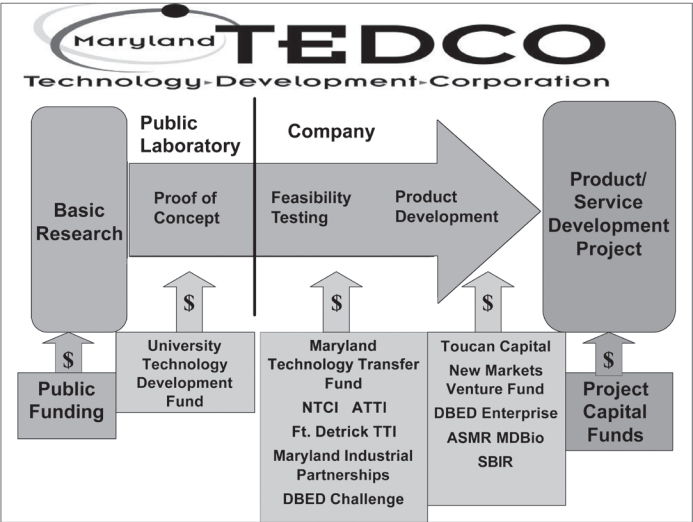 Maryland TEDCO
Technology-Development-Corporation
Public
Laboratory
Company
Basic
Research
Proof of
Concept
Feasibility
Testing
Product
Development
Product/
Service
Development
Project
$
$
$
$
$
Public
Funding
University
Technology
Development
Fund
Maryland
Technology Transfer
Fund
NTCI ATTI
Ft. Detrick TTI
Maryland Industrial
Partnerships
DBED Challenge
Toucan Capital
New Markets
Venture Fund
DBED Enterprise
ASMR MDBio
SBIR
Project
Capital
Funds